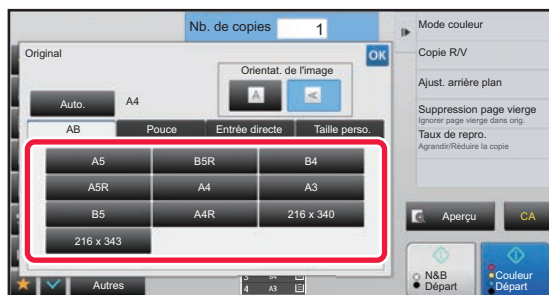 Nb. de copies 1
Original
OK
Orientat. de l'image
Auto. A4
A A
AB Pouce Entrée directe Taille perso.
A5 B5R B4
A5R A4 A3
B5 A4R 216 x 340
216 x 343
Autres
4 A3
Mode couleur
Copie R/V
Ajust. arrière plan
Suppression page vierge
Ignorer page vierge dans orig.
Taux de repro.
Agrandir/Réduire la copie
Aperçu CA
N&B
Départ
Couleur
Départ